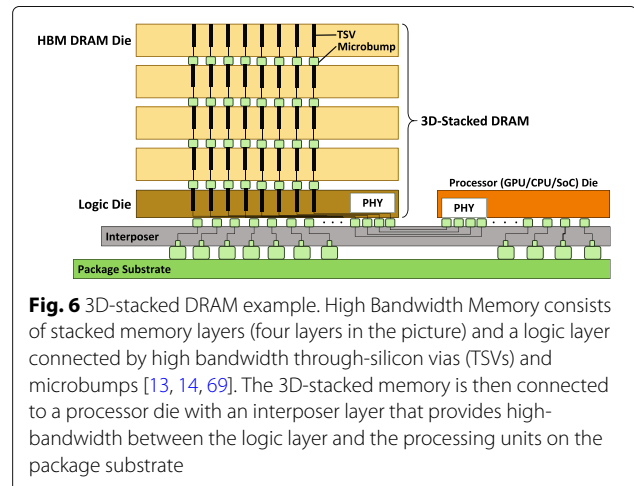 HBM DRAM Die
TSV
Microbump
3D-Stacked DRAM
Processor (GPU/CPU/SoC) Die
Logic Die
PHY
PHY
Interposer
Package Substrate
Fig. 6 3D-stacked DRAM example. High Bandwidth Memory consists
of stacked memory layers (four layers in the picture) and a logic layer
connected by high bandwidth through-silicon vias (TSVs) and
microbumps [13, 14, 69]. The 3D-stacked memory is then connected
to a processor die with an interposer layer that provides high-
bandwidth between the logic layer and the processing units on the
package substrate